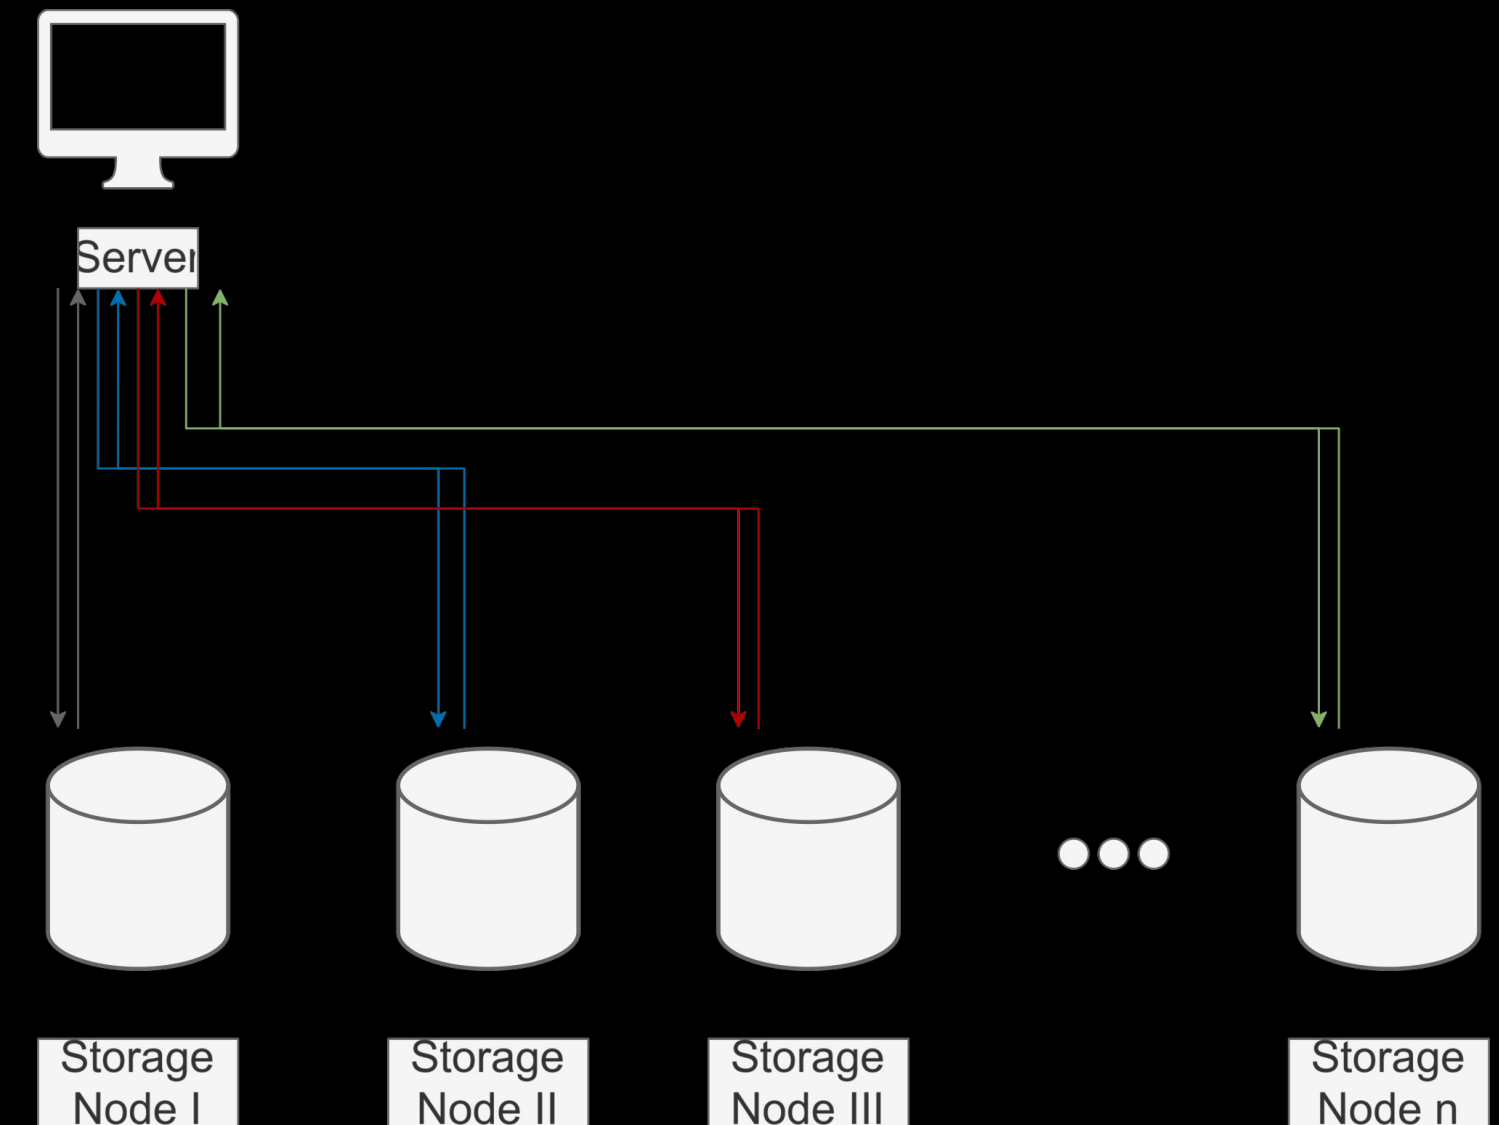 Server
Storage
Node I
Storage
Node II
Storage
Node III
Storage
Node n